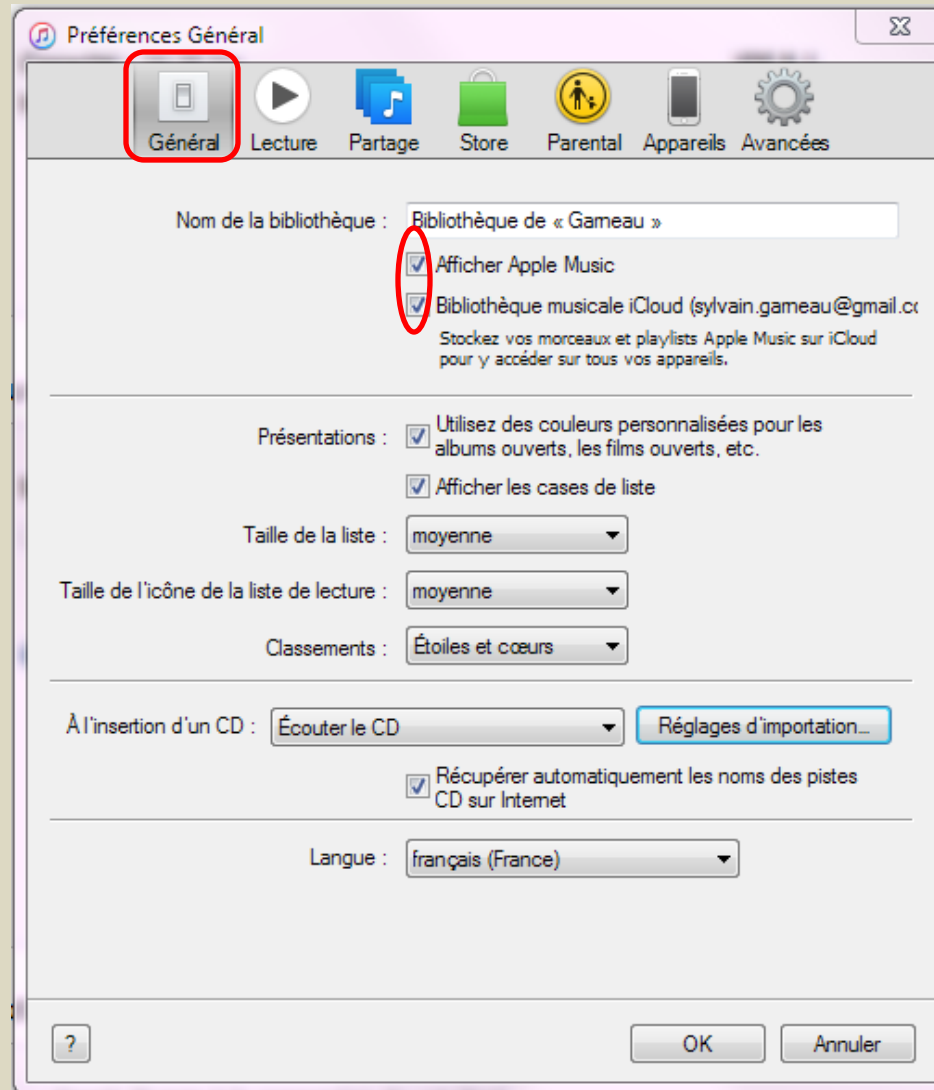 Préférences Général
Général Lecture Partage Store Parental Appareils Avancées
Nom de la bibliothèque : Bibliothèque de « Garneau »
Afficher Apple Music
Bibliothèque musicale iCloud (sylvain.garneau@gmail.co
Stockez vos morceaux et playlists Apple Music sur iCloud
pour y accéder sur tous vos appareils.
Présentations : Utilisez des couleurs personnalisées pour les
albums ouverts, les films ouverts, etc.
Afficher les cases de liste
Taille de la liste : moyenne
Taille de l'icône de la liste de lecture : moyenne
Classements : Étoiles et cœurs
À l'insertion d'un CD : Écouter le CD Réglages d'importation...
Récupérer automatiquement les noms des pistes
CD sur Internet
Langue : français (France)
? OK Annuler